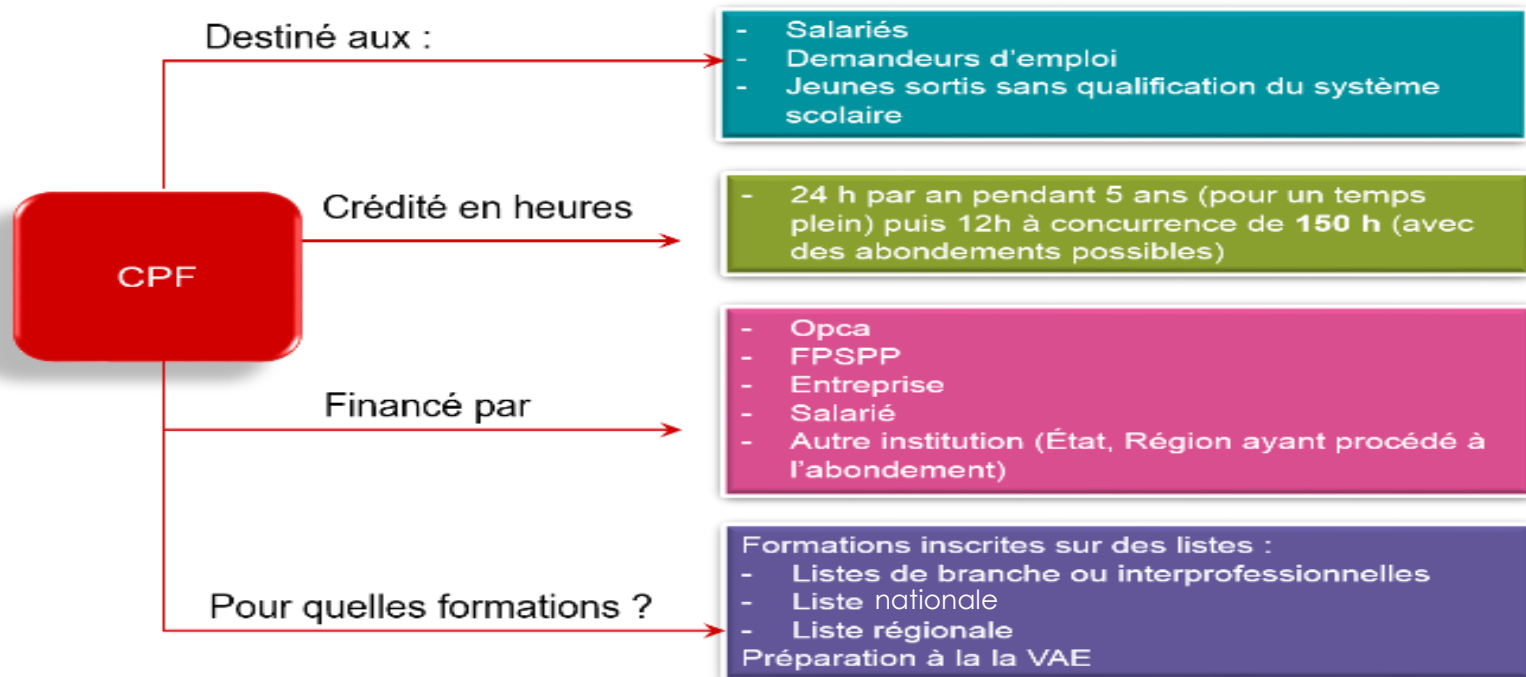 Destiné aux :
- Salariés
- Demandeurs d'emploi
- Jeunes sortis sans qualification du système
scolaire
CPF
Crédité en heures
- 24 h par an pendant 5 ans (pour un temps
plein) puis 12h à concurrence de 150 h (avec
des abondements possibles)
Financé par
- Opca
- FPSPP
- Entreprise
- Salarié
- Autre institution (État, Région ayant procédé à
l'abondement)
Pour quelles formations ?
Formations inscrites sur des listes :
- Listes de branche ou interprofessionnelles
- Liste nationale
- Liste régionale
Préparation à la la VAE